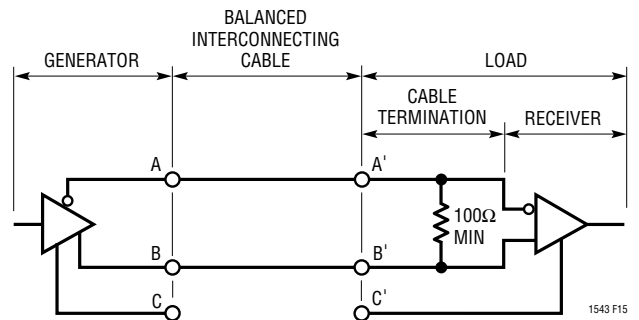 BALANCED
INTERCONNECTING
CABLE
GENERATOR
LOAD
CABLE
TERMINATION
RECEIVER
A
A'
100Ω
MIN
B
B'
C
C'
1543 F15